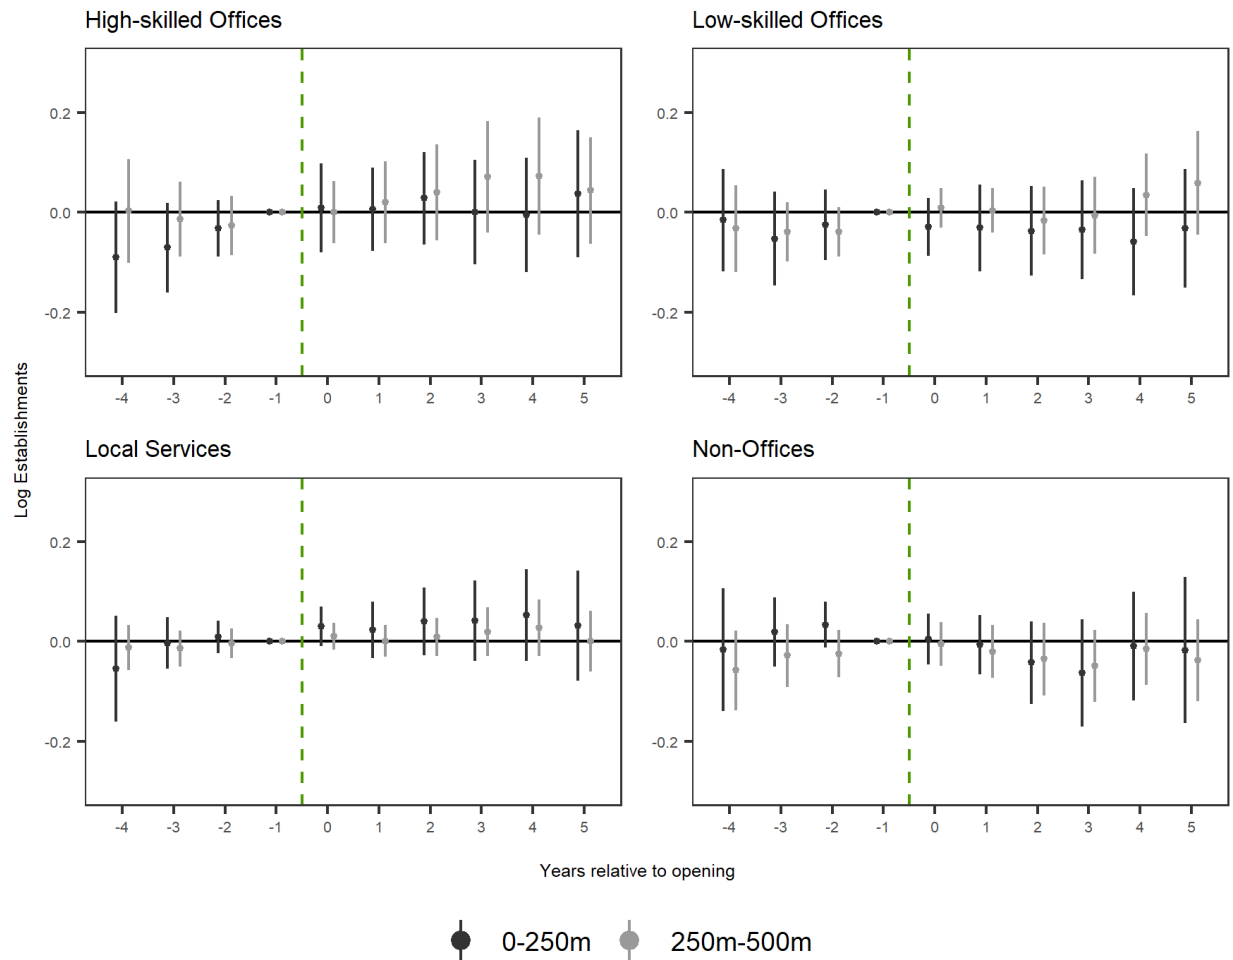 High-skilled Offices
Low-skilled Offices
0.2
0.0
-0.2
-4 -3 -2 -1 0 1 2 3 4 5
0.2
0.0
-0.2
-4 -3 -2 -1 0 1 2 3 4 5
Log Establishments
Local Services
Non-Offices
0.2
0.0
-0.2
-4 -3 -2 -1 0 1 2 3 4 5
0.2
0.0
-0.2
-4 -3 -2 -1 0 1 2 3 4 5
Years relative to opening
0-250m 250m-500m